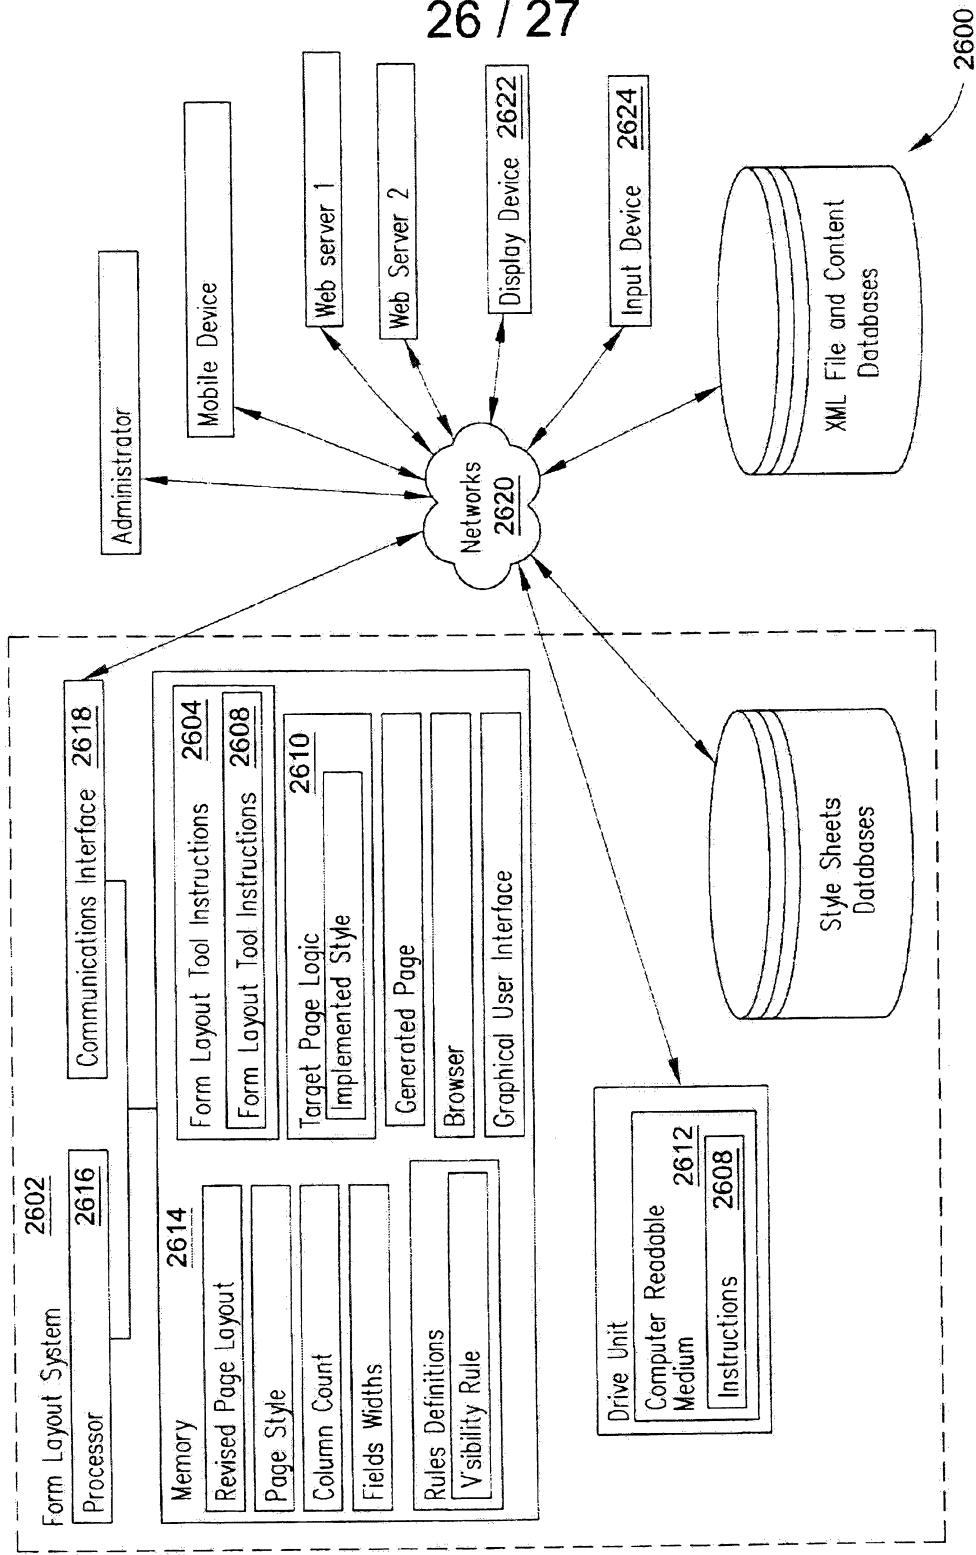 26 / 27
2600
Form Layout System 2602
Processor 2616
Communications Interface 2618
Memory 2614
Revised Page Layout
Page Style
Column Count
Fields Widths
Rules Definitions
Visibility Rule
Form Layout Tool Instructions 2604
Form Layout Tool Instructions 2608
Target Page Logic 2610
Implemented Style
Generated Page
Browser
Graphical User Interface
Drive Unit
Computer Readable
Medium 2612
Instructions 2608
Style Sheets
Databases
Networks
2620
Administrator
Mobile Device
Web server 1
Web Server 2
Display Device 2622
Input Device 2624
XML File and Content
Databases